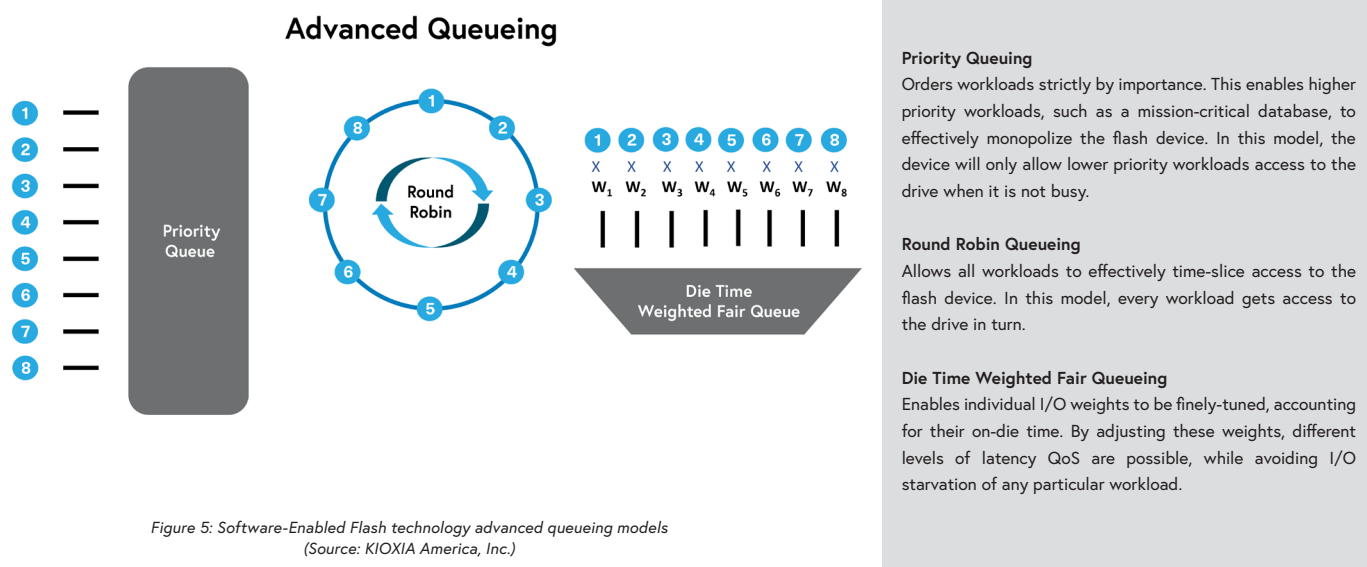 Advanced Queueing
1
2
3
4
5
6
7
8
Priority
Queue
1
2
3
4
5
6
7
8
Round
Robin
1 2 3 4 5 6 7 8
X X X X X X X X
W1 W2 W3 W4 W5 W6 W7 W8
Die Time
Weighted Fair Queue
Figure 5: Software-Enabled Flash technology advanced queueing models
(Source: KIOXIA America, Inc.)
Priority Queuing
Orders workloads strictly by importance. This enables higher
priority workloads, such as a mission-critical database, to
effectively monopolize the flash device. In this model, the
device will only allow lower priority workloads access to the
drive when it is not busy.
Round Robin Queueing
Allows all workloads to effectively time-slice access to the
flash device. In this model, every workload gets access to
the drive in turn.
Die Time Weighted Fair Queueing
Enables individual I/O weights to be finely-tuned, accounting
for their on-die time. By adjusting these weights, different
levels of latency QoS are possible, while avoiding I/O
starvation of any particular workload.